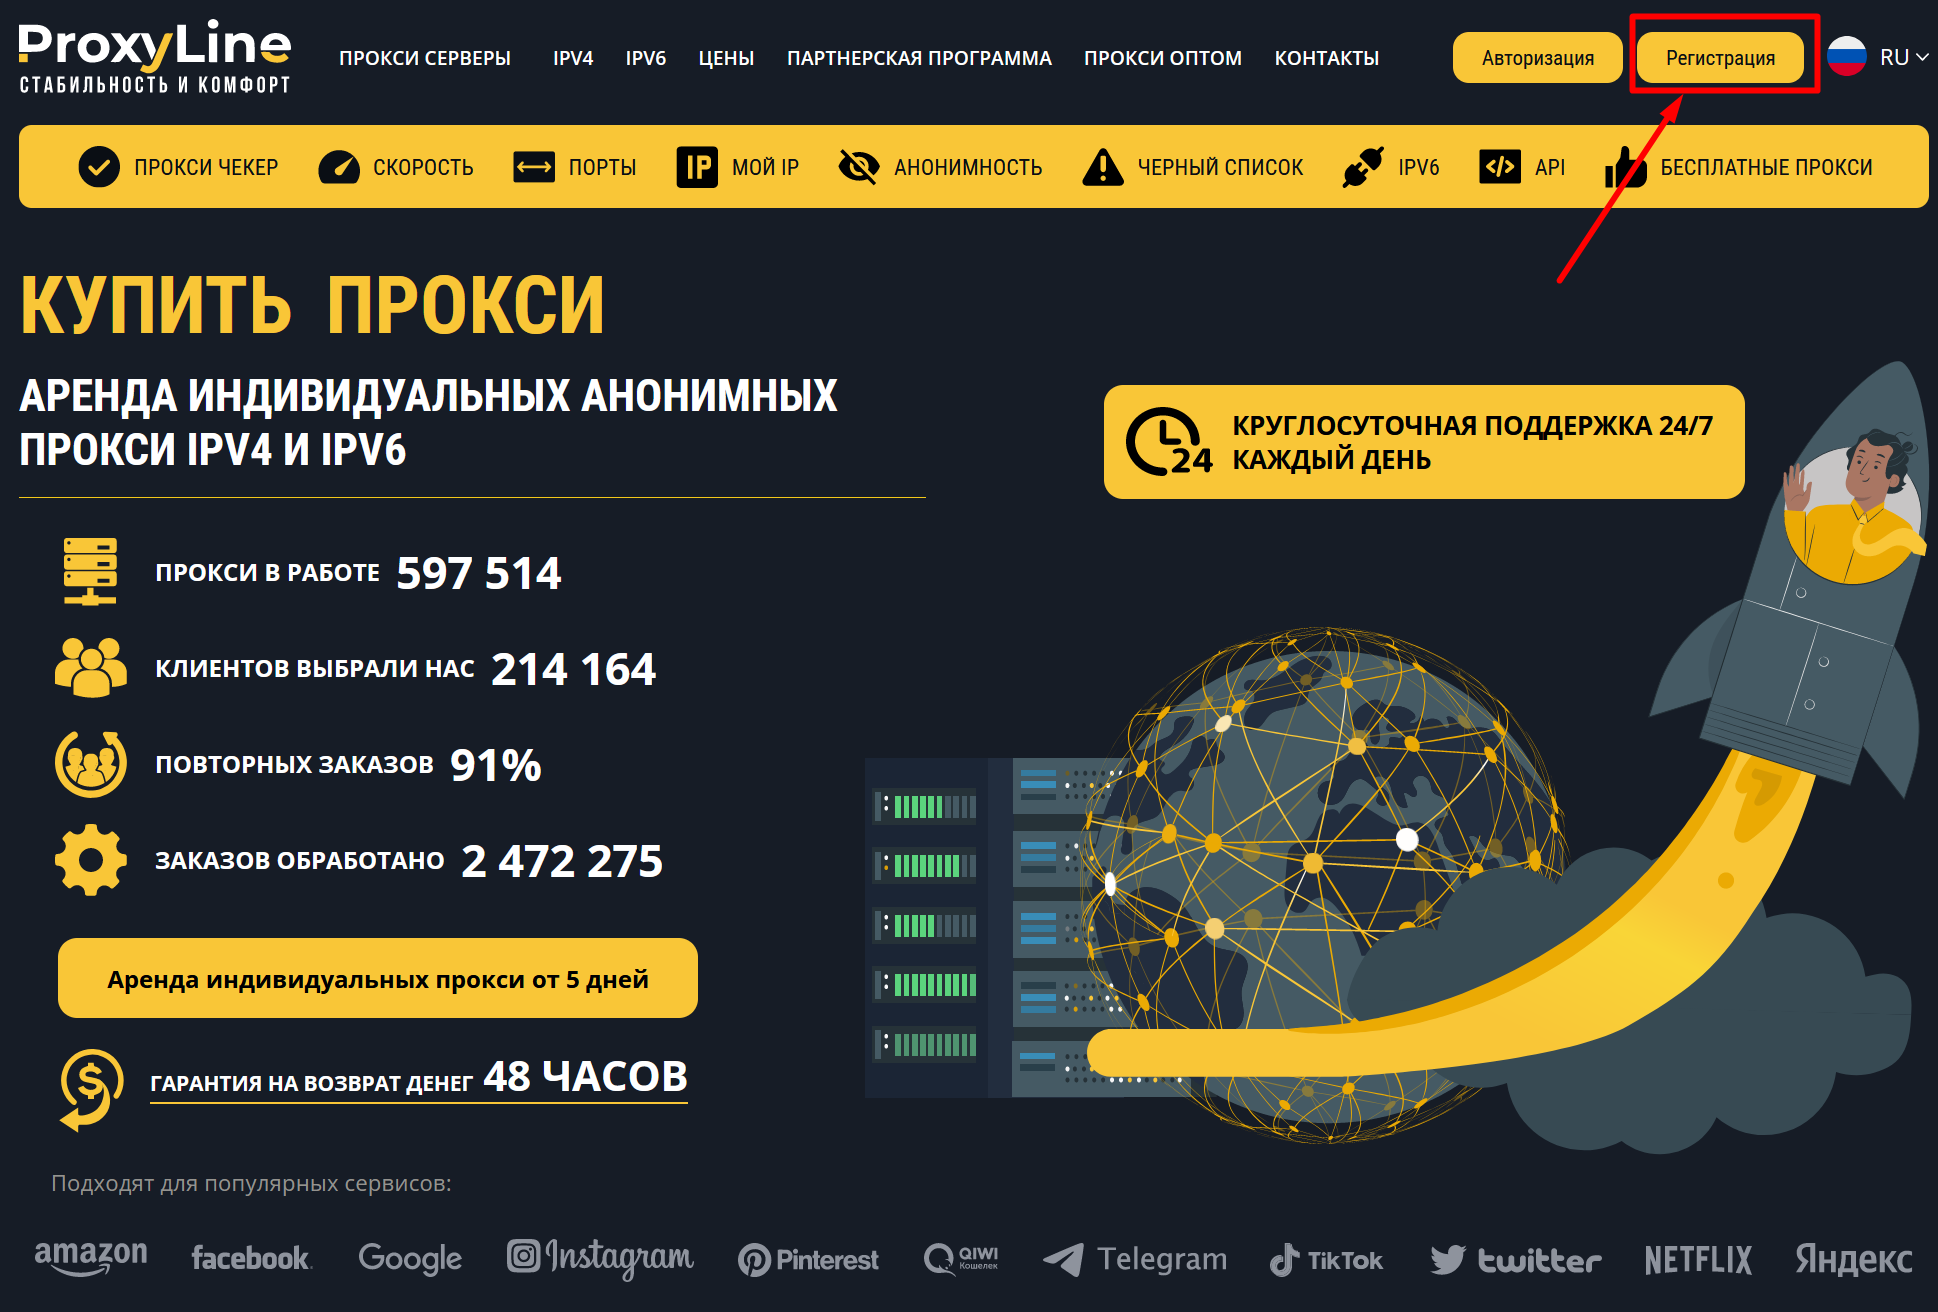 ProxyLine
СТАБИЛЬНОСТЬ И КОМФОРТ
ПРОКСИ СЕРВЕРЫ IPV4 IPV6 ЦЕНЫ ПАРТНЕРСКАЯ ПРОГРАММА ПРОКСИ ОПТОМ КОНТАКТЫ
Авторизация
Регистрация
RU
ПРОКСИ ЧЕКЕР
СКОРОСТЬ
ПОРТЫ
IP МОЙ IP
АНОНИМНОСТЬ
ЧЕРНЫЙ СПИСОК
IPV6
</> API
БЕСПЛАТНЫЕ ПРОКСИ
КУПИТЬ ПРОКСИ
АРЕНДА ИНДИВИДУАЛЬНЫХ АНОНИМНЫХ
ПРОКСИ IPV4 И IPV6
24
КРУГЛОСУТОЧНАЯ ПОДДЕРЖКА 24/7
КАЖДЫЙ ДЕНЬ
ПРОКСИ В РАБОТЕ 597 514
КЛИЕНТОВ ВЫБРАЛИ НАС 214 164
ПОВТОРНЫХ ЗАКАЗОВ 91%
ЗАКАЗОВ ОБРАБОТАНО 2 472 275
Аренда индивидуальных прокси от 5 дней
$
ГАРАНТИЯ НА ВОЗВРАТ ДЕНЕГ 48 ЧАСОВ
Подходят для популярных сервисов:
amazon
facebook.
Google
Instagram
Pinterest
QIWI
Кошелек
Telegram
TikTok
twitter
NETFLIX
Яндекс